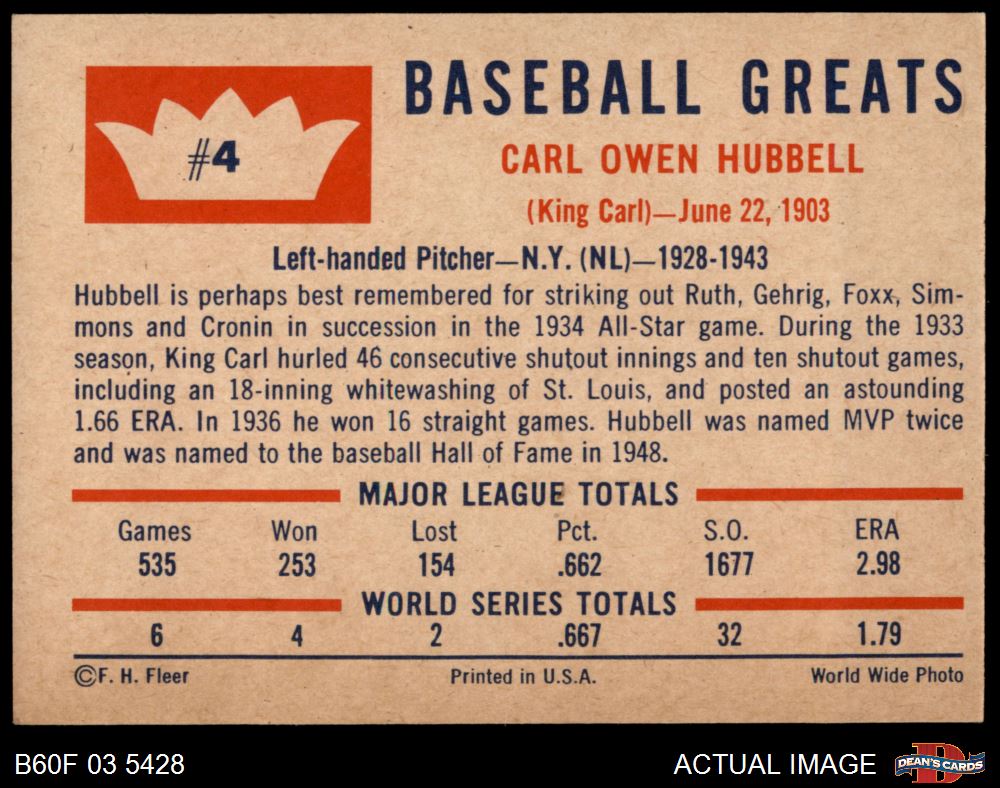 #4
BASEBALL GREATS
CARL OWEN HUBBELL
(King Carl)—June 22, 1903
Left-handed Pitcher—N.Y. (NL)—1928-1943
Hubbell is perhaps best remembered for striking out Ruth, Gehrig, Foxx, Sim-
mons and Cronin in succession in the 1934 All-Star game. During the 1933
season, King Carl hurled 46 consecutive shutout innings and ten shutout games,
including an 18-inning whitewashing of St. Louis, and posted an astounding
1.66 ERA. In 1936 he won 16 straight games. Hubbell was named MVP twice
and was named to the baseball Hall of Fame in 1948.
MAJOR LEAGUE TOTALS
Games Won Lost Pct. S.O. ERA
535 253 154 .662 1677 2.98
WORLD SERIES TOTALS
6 4 2 .667 32 1.79
©F. H. Fleer Printed in U.S.A. World Wide Photo
B60F 03 5428 ACTUAL IMAGE DEAN'S CARDS